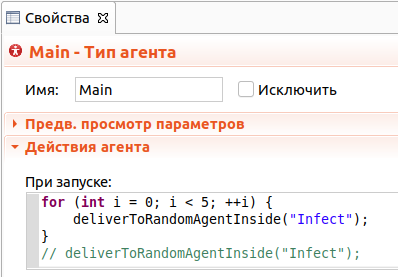 Свойства
Main - Тип агента
Имя: Main Исключить
Предв. просмотр параметров
Действия агента
При запуске:
for (int i = 0; i < 5; ++i) {
    deliverToRandomAgentInside("Infect");
}
// deliverToRandomAgentInside("Infect");